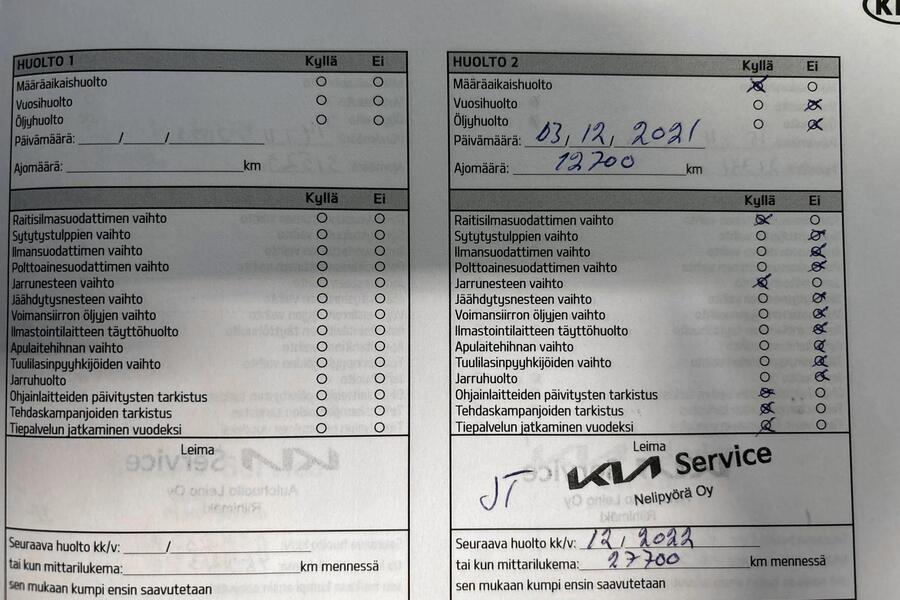 HUOLTO 1 Kyllä Ei
Määräaikaishuolto
Vuosihuolto
Öljyhuolto
Päivämäärä: / /
Ajomäärä: km
Kyllä Ei
Raitisilmasuodattimen vaihto
Sytytystulppien vaihto
Ilmansuodattimen vaihto
Polttoainesuodattimen vaihto
Jarrunesteen vaihto
Jäähdytysnesteen vaihto
Voimansiirron öljyjen vaihto
Ilmastointilaitteen täyttöhuolto
Apulaitehihnan vaihto
Tuulilasinpyyhkijöiden vaihto
Jarruhuolto
Ohjainlaitteiden päivitysten tarkistus
Tehdaskampanjoiden tarkistus
Tiepalvelun jatkaminen vuodeksi
Leima
Seuraava huolto kk/v: /
tai kun mittarilukema: km mennessä
sen mukaan kumpi ensin saavutetaan
HUOLTO 2 Kyllä Ei
Määräaikaishuolto
Vuosihuolto
Öljyhuolto
Päivämäärä: 03, 12, 2021
Ajomäärä: 12700 km
Kyllä Ei
Raitisilmasuodattimen vaihto
Sytytystulppien vaihto
Ilmansuodattimen vaihto
Polttoainesuodattimen vaihto
Jarrunesteen vaihto
Jäähdytysnesteen vaihto
Voimansiirron öljyjen vaihto
Ilmastointilaitteen täyttöhuolto
Apulaitehihnan vaihto
Tuulilasinpyyhkijöiden vaihto
Jarruhuolto
Ohjainlaitteiden päivitysten tarkistus
Tehdaskampanjoiden tarkistus
Tiepalvelun jatkaminen vuodeksi
Leima
KIA Service
JT Nelipyörä Oy
Seuraava huolto kk/v: 12, 2022
tai kun mittarilukema: 27700 km mennessä
sen mukaan kumpi ensin saavutetaan